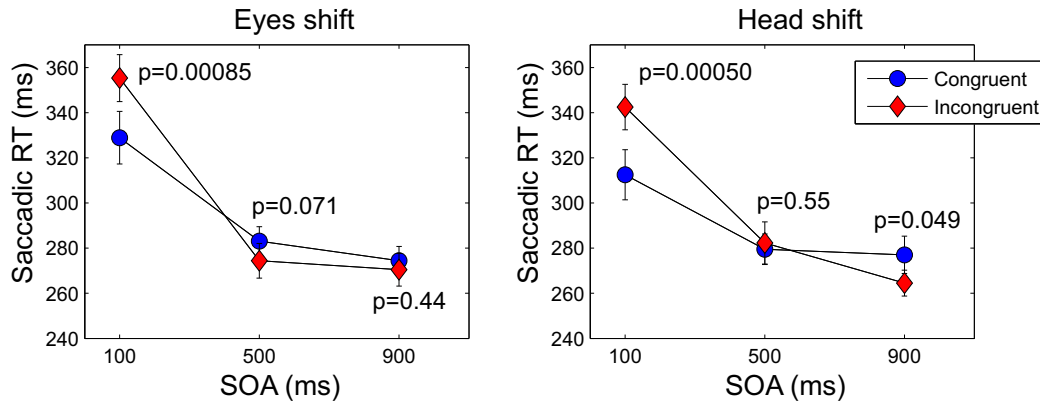 Eyes shift
Saccadic RT (ms)
360
340
320
300
280
260
240
p=0.00085
p=0.071
p=0.44
100
500
900
SOA (ms)
Head shift
Saccadic RT (ms)
360
340
320
300
280
260
240
p=0.00050
p=0.55
p=0.049
Congruent
Incongruent
100
500
900
SOA (ms)